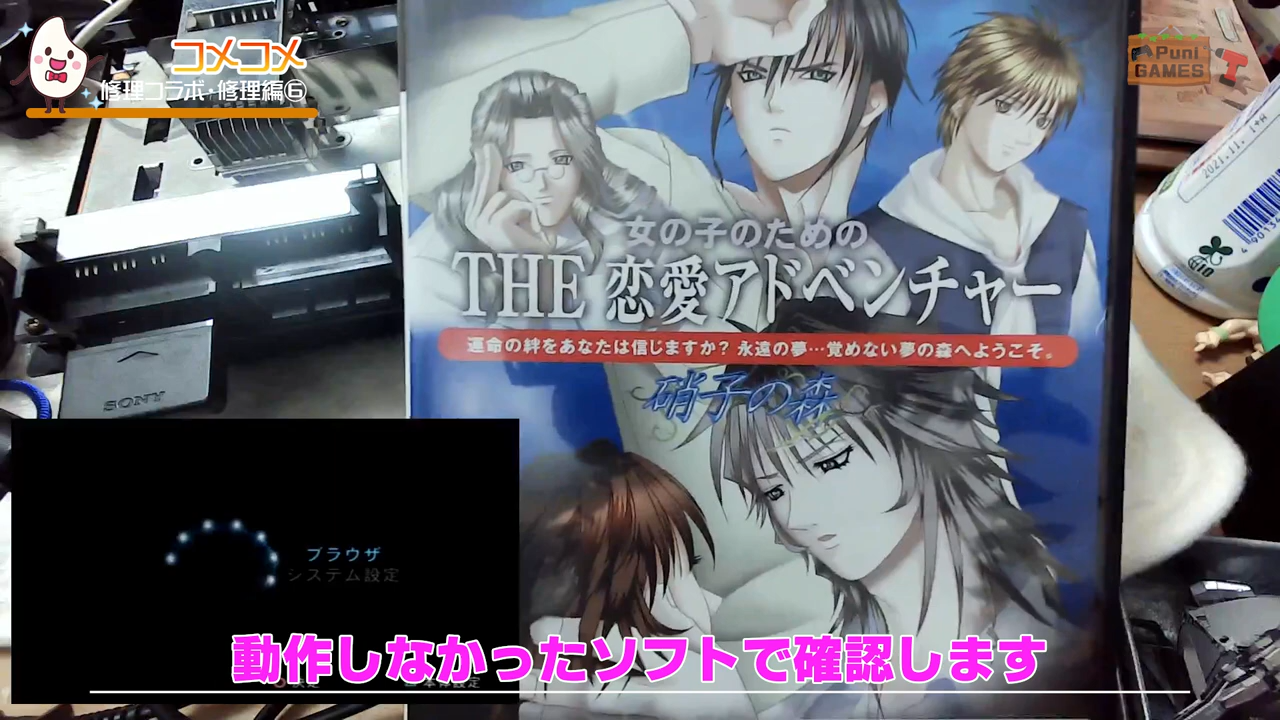 コメコメ
修理コラボ・修理編⑥
Puni
GAMES
2021.11.
女の子のための
THE 恋愛アドベンチャー
運命の絆をあなたは信じますか? 永遠の夢…覚めない夢の森へようこそ。
硝子の森
SONY
ブラウザ
システム設定
動作しなかったソフトで確認します